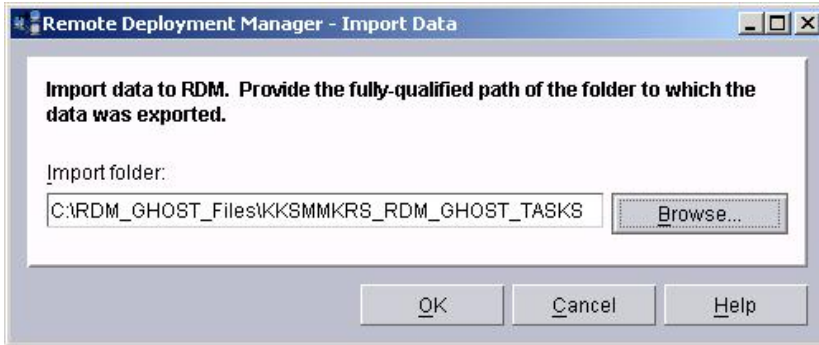 Remote Deployment Manager - Import Data
Import data to RDM. Provide the fully-qualified path of the folder to which the
data was exported.
Import folder:
C:\RDM_GHOST_Files\KKSMMKRS_RDM_GHOST_TASKS
Browse...
OK
Cancel
Help